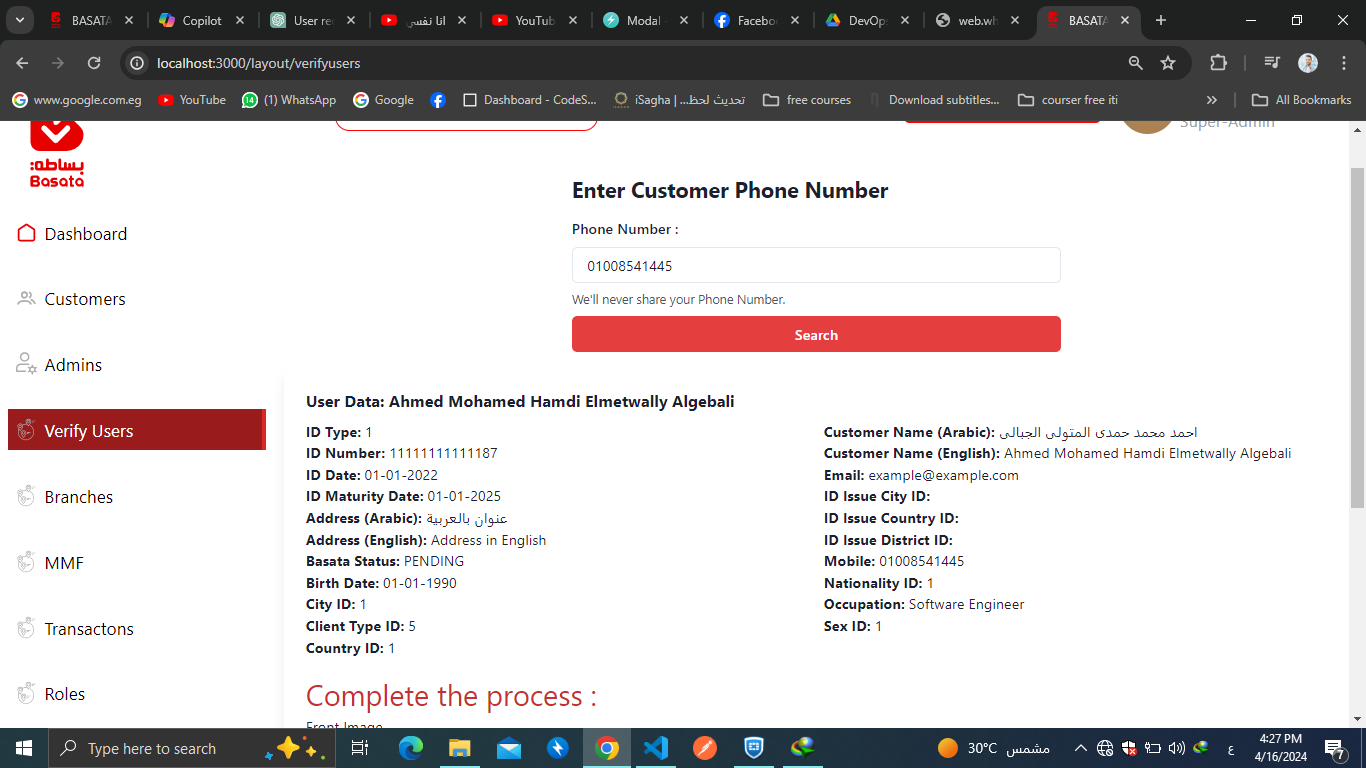 BASATA
Copilot
User re
انا نفسي
YouTub
Modal
Facebo
DevOp
web.wh
BASATA
localhost:3000/layout/verifyusers
www.google.com.eg
YouTube
(1) WhatsApp
Google
Dashboard - CodeS...
iSagha | تحديث لحظ...
free courses
Download subtitles...
courser free iti
All Bookmarks
بساطه:
Basata
Super-Admin
Dashboard
Customers
Admins
Verify Users
Branches
MMF
Transactons
Roles
Enter Customer Phone Number
Phone Number :
01008541445
We'll never share your Phone Number.
Search
User Data: Ahmed Mohamed Hamdi Elmetwally Algebali
ID Type: 1
ID Number: 11111111111187
ID Date: 01-01-2022
ID Maturity Date: 01-01-2025
Address (Arabic): عنوان بالعربية
Address (English): Address in English
Basata Status: PENDING
Birth Date: 01-01-1990
City ID: 1
Client Type ID: 5
Country ID: 1
Customer Name (Arabic): احمد محمد حمدى المتولى الجبالى
Customer Name (English): Ahmed Mohamed Hamdi Elmetwally Algebali
Email: example@example.com
ID Issue City ID:
ID Issue Country ID:
ID Issue District ID:
Mobile: 01008541445
Nationality ID: 1
Occupation: Software Engineer
Sex ID: 1
Complete the process :
Front Image
Type here to search
30°C مشمس
ع
4:27 PM
4/16/2024
7